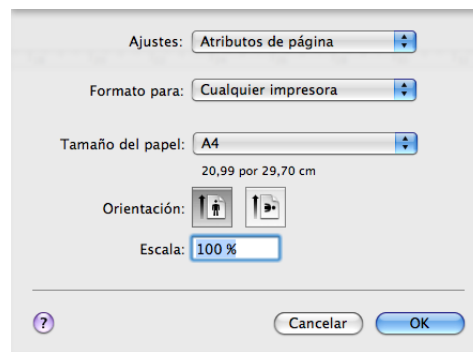 Ajustes: Atributos de página
Formato para: Cualquier impresora
Tamaño del papel: A4
20,99 por 29,70 cm
Orientación:
Escala: 100 %
? Cancelar OK